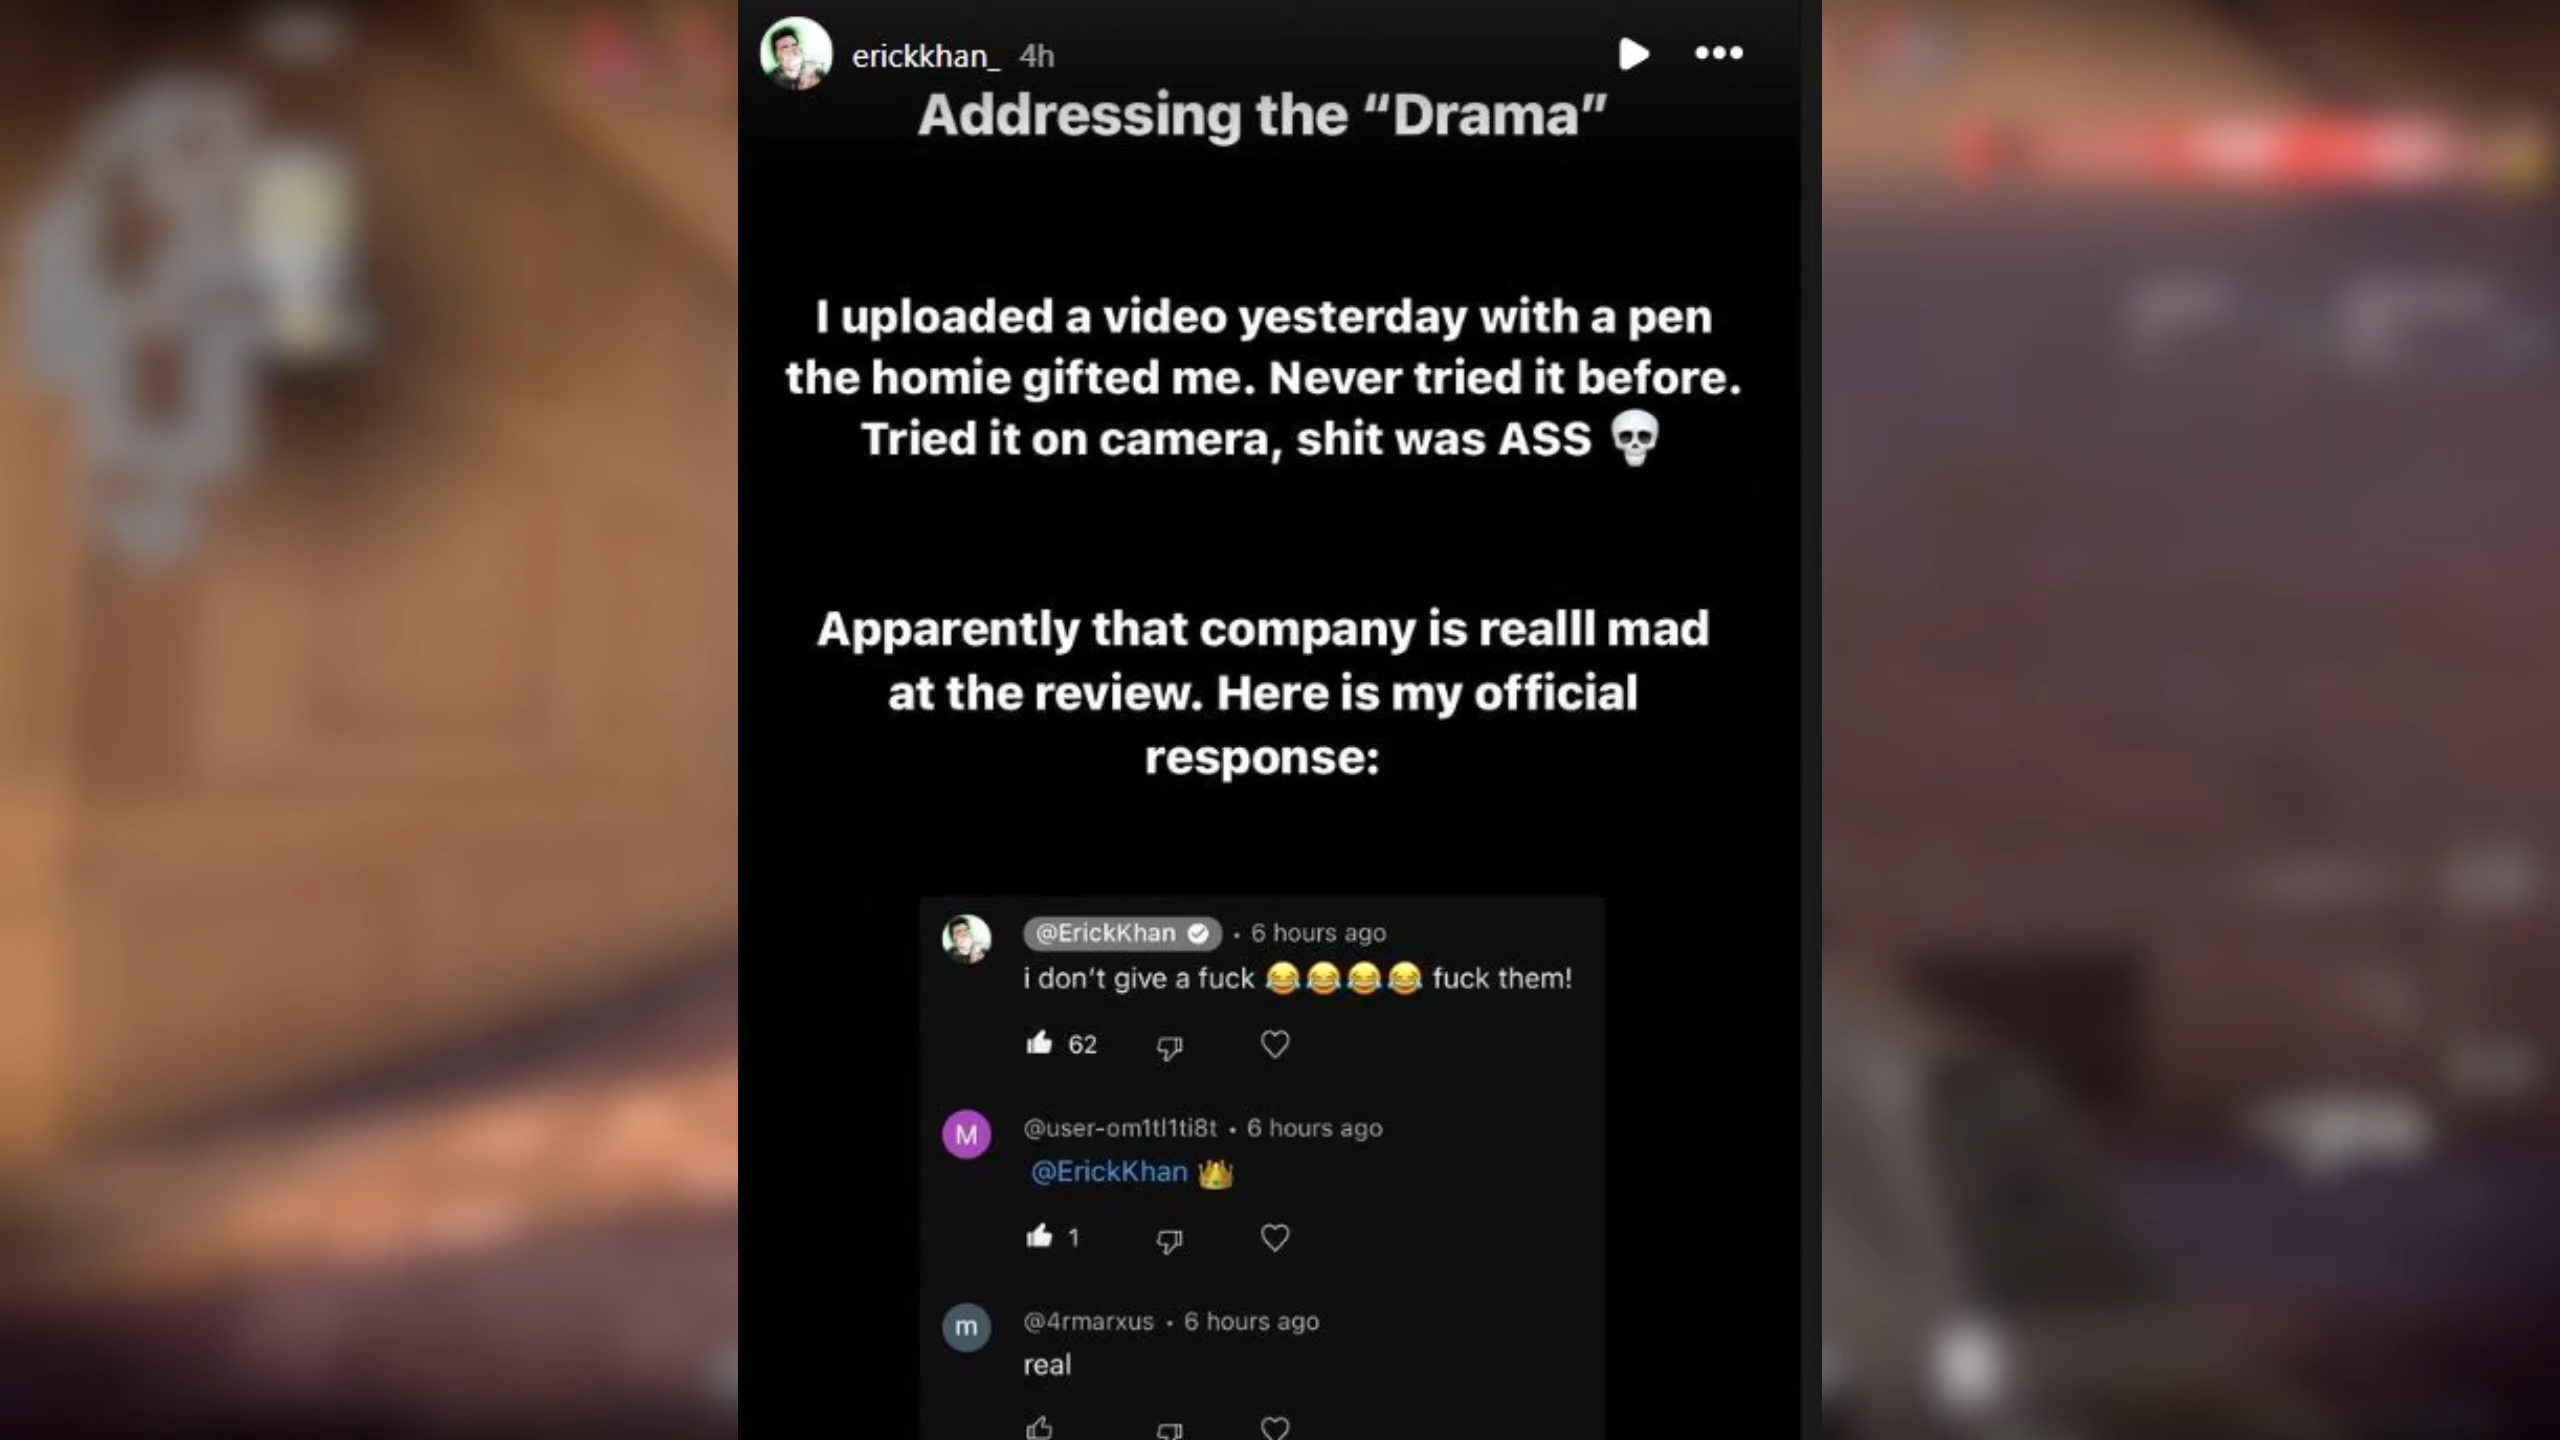 erickkhan_ 4h
Addressing the “Drama”
I uploaded a video yesterday with a pen
the homie gifted me. Never tried it before.
Tried it on camera, shit was ASS 💀
Apparently that company is realll mad
at the review. Here is my official
response:
@ErickKhan • 6 hours ago
i don’t give a fuck 😂😂😂😂 fuck them!
62
M
@user-om1tl1ti8t • 6 hours ago
@ErickKhan 👑
1
m
@4rmarxus • 6 hours ago
real